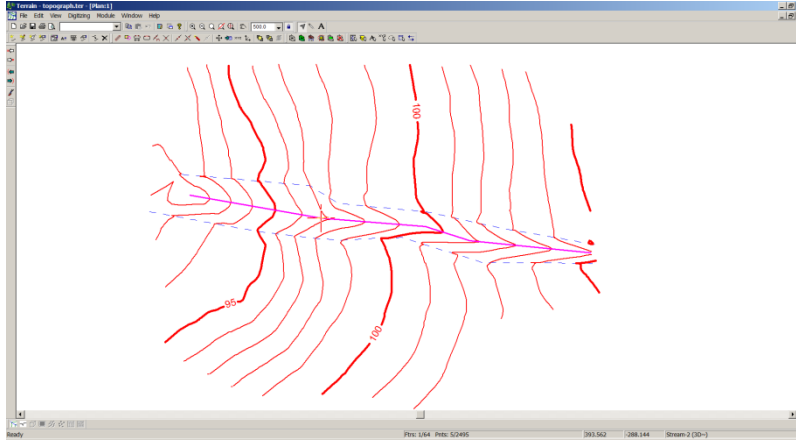 Terrain - topograph.ter - [Plan:1]
File Edit View Digitizing Module Window Help
500.0
100
95
100
Ready
Ftrs: 1/64 Pnts: 5/2495
393.562
-288.144
Stream-2 (3D~)